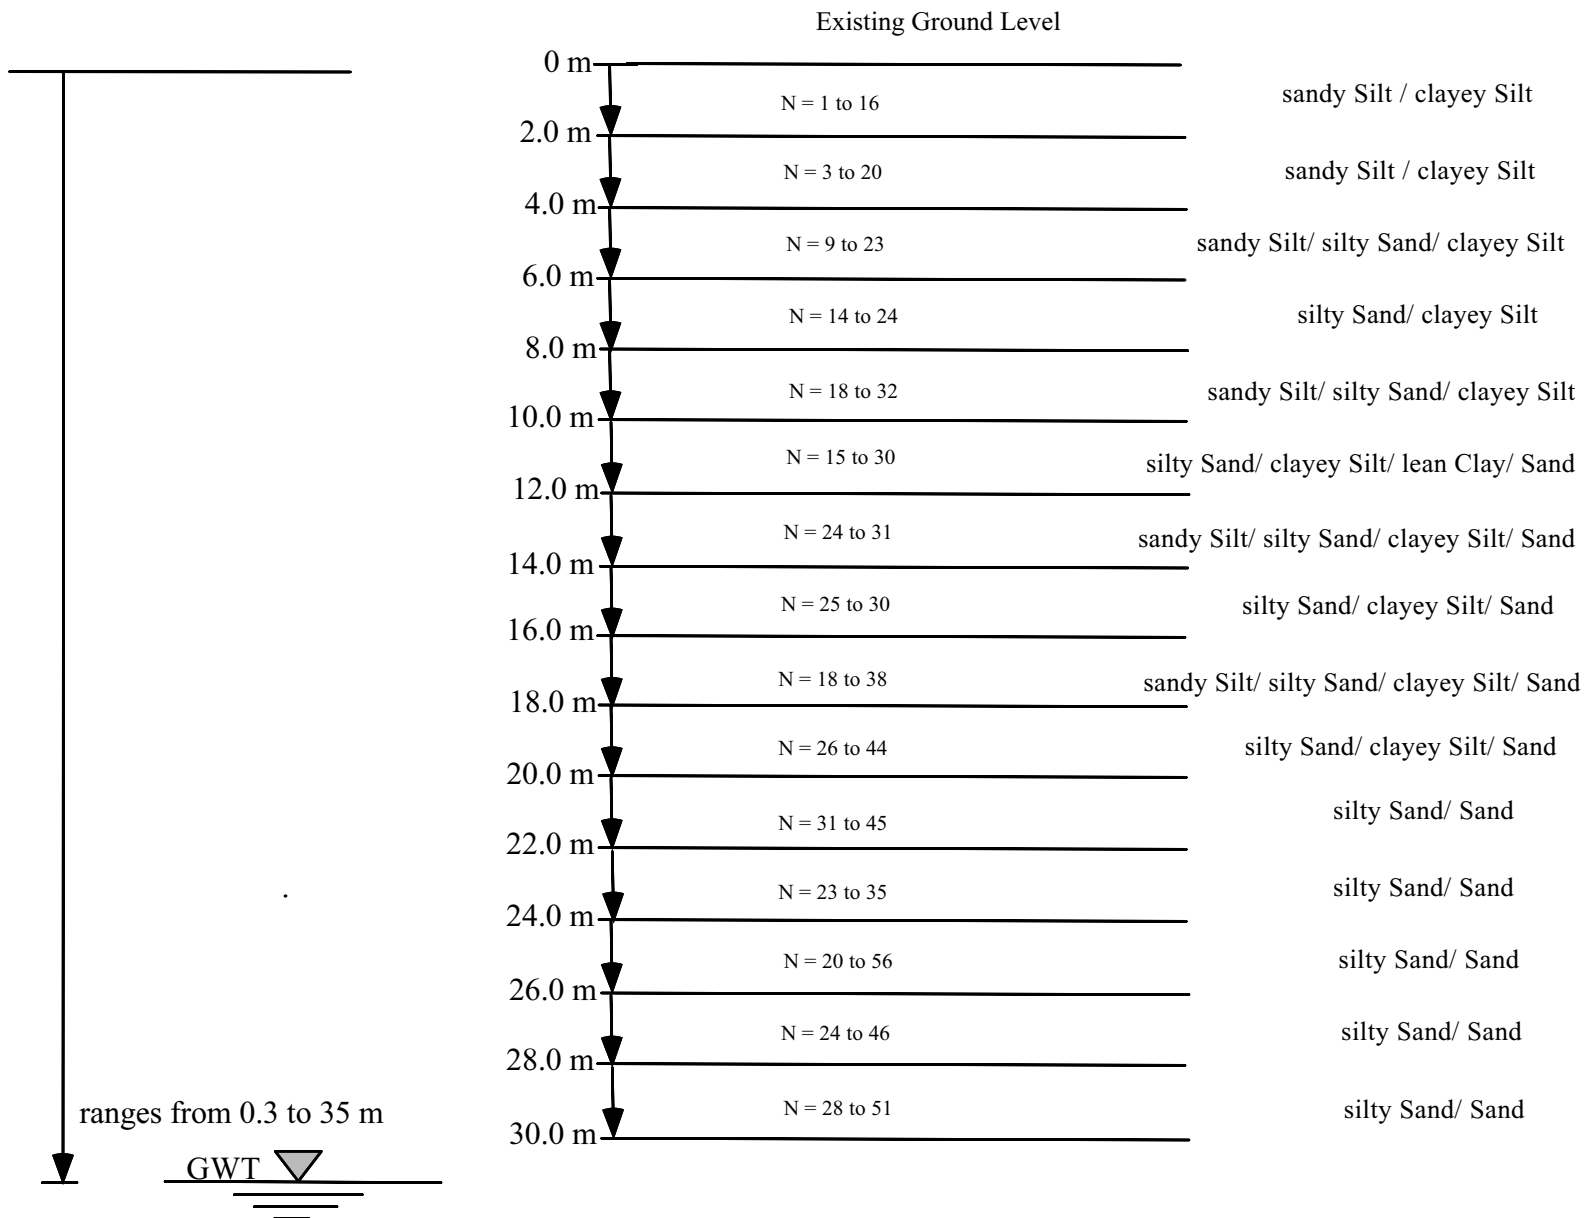 Existing Ground Level
0 m
N = 1 to 16
sandy Silt / clayey Silt
2.0 m
N = 3 to 20
sandy Silt / clayey Silt
4.0 m
N = 9 to 23
sandy Silt/ silty Sand/ clayey Silt
6.0 m
N = 14 to 24
silty Sand/ clayey Silt
8.0 m
N = 18 to 32
sandy Silt/ silty Sand/ clayey Silt
10.0 m
N = 15 to 30
silty Sand/ clayey Silt/ lean Clay/ Sand
12.0 m
N = 24 to 31
sandy Silt/ silty Sand/ clayey Silt/ Sand
14.0 m
N = 25 to 30
silty Sand/ clayey Silt/ Sand
16.0 m
N = 18 to 38
sandy Silt/ silty Sand/ clayey Silt/ Sand
18.0 m
N = 26 to 44
silty Sand/ clayey Silt/ Sand
20.0 m
N = 31 to 45
silty Sand/ Sand
22.0 m
N = 23 to 35
silty Sand/ Sand
24.0 m
N = 20 to 56
silty Sand/ Sand
26.0 m
N = 24 to 46
silty Sand/ Sand
28.0 m
N = 28 to 51
silty Sand/ Sand
30.0 m
ranges from 0.3 to 35 m
GWT